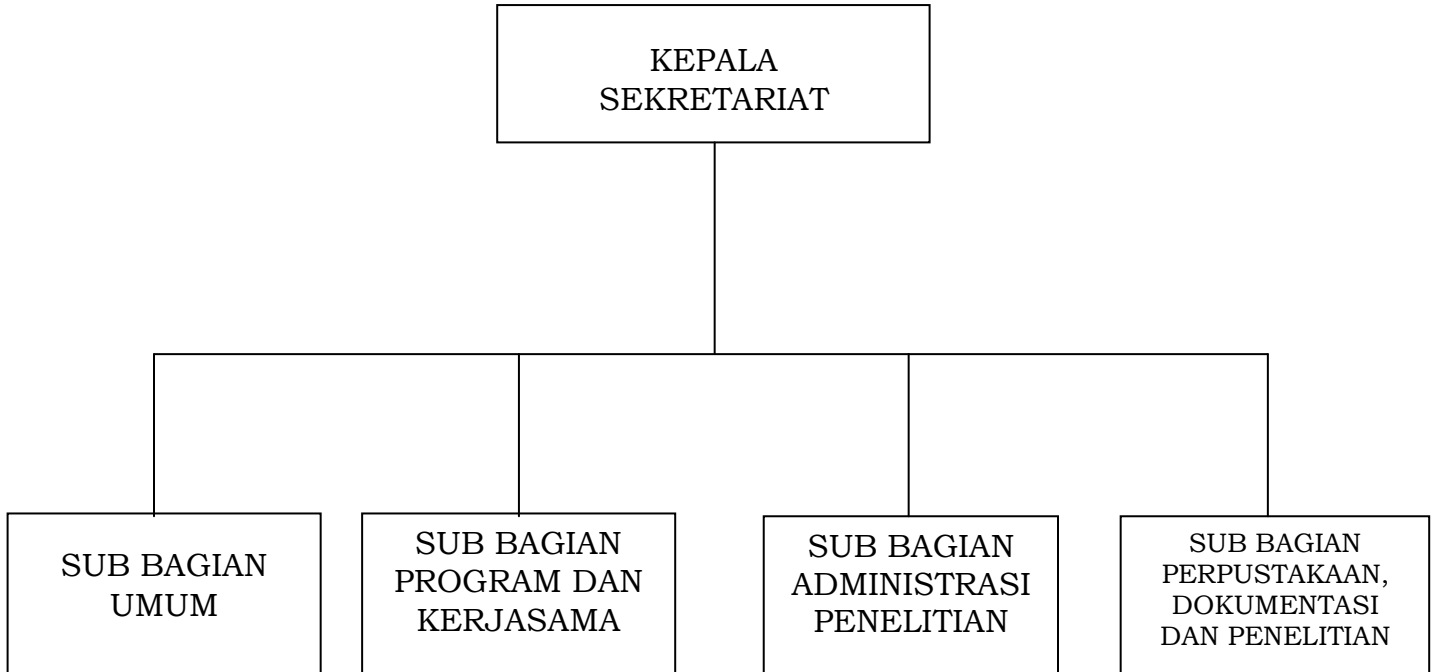 KEPALA
SEKRETARIAT
SUB BAGIAN
UMUM
SUB BAGIAN
PROGRAM DAN
KERJASAMA
SUB BAGIAN
ADMINISTRASI
PENELITIAN
SUB BAGIAN
PERPUSTAKAAN,
DOKUMENTASI
DAN PENELITIAN